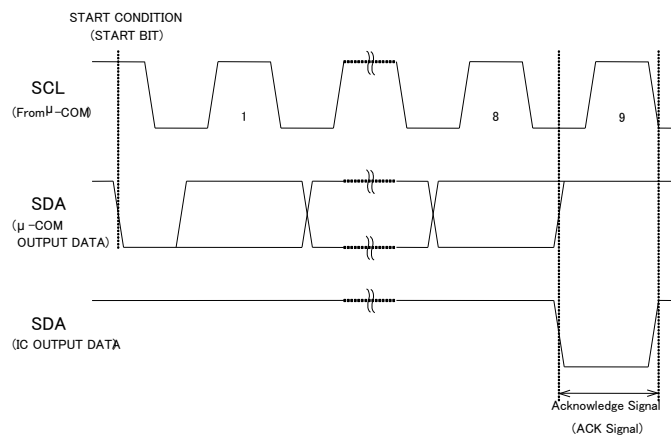 START CONDITION
(START BIT)
SCL
(From μ-COM)
1
8
9
SDA
(μ-COM
OUTPUT DATA)
SDA
(IC OUTPUT DATA)
Acknowledge Signal
(ACK Signal)